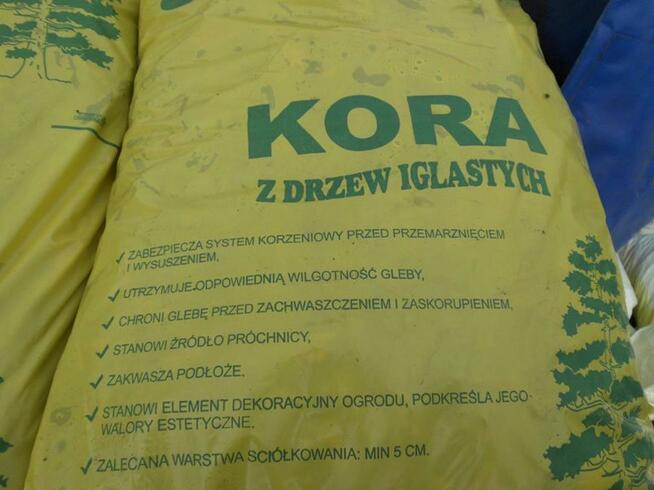 KORA
Z DRZEW IGLASTYCH
✓ ZABEZPIECZA SYSTEM KORZENIOWY PRZED PRZEMARZNIĘCIEM
I WYSUSZENIEM,
✓ UTRZYMUJE ODPOWIEDNIĄ WILGOTNOŚĆ GLEBY,
✓ CHRONI GLEBĘ PRZED ZACHWASZCZENIEM I ZASKORUPIENIEM,
✓ STANOWI ŹRÓDŁO PRÓCHNICY,
✓ ZAKWASZA PODŁOŻE,
✓ STANOWI ELEMENT DEKORACYJNY OGRODU, PODKREŚLA JEGO
WALORY ESTETYCZNE,
✓ ZALECANA WARSTWA SCIÓŁKOWANIA: MIN 5 CM.